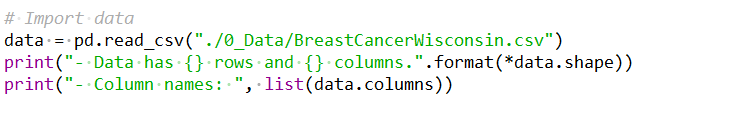 # Import data
data = pd.read_csv("./0_Data/BreastCancerWisconsin.csv")
print("- Data has {} rows and {} columns.".format(*data.shape))
print("- Column names: ", list(data.columns))